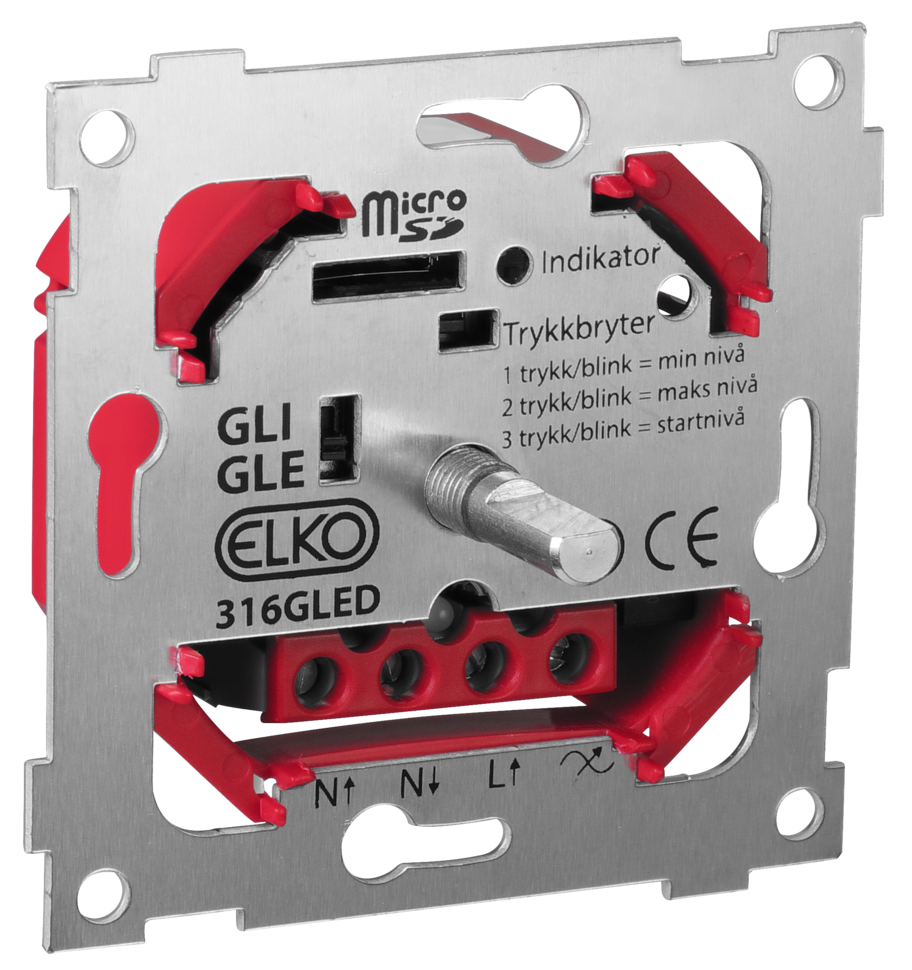 Micro
SD
Indikator
Trykkbryter
1 trykk/blink = min nivå
2 trykk/blink = maks nivå
3 trykk/blink = startnivå
GLI
GLE
ELKO
CE
316GLED
N↑ N↓ L↑